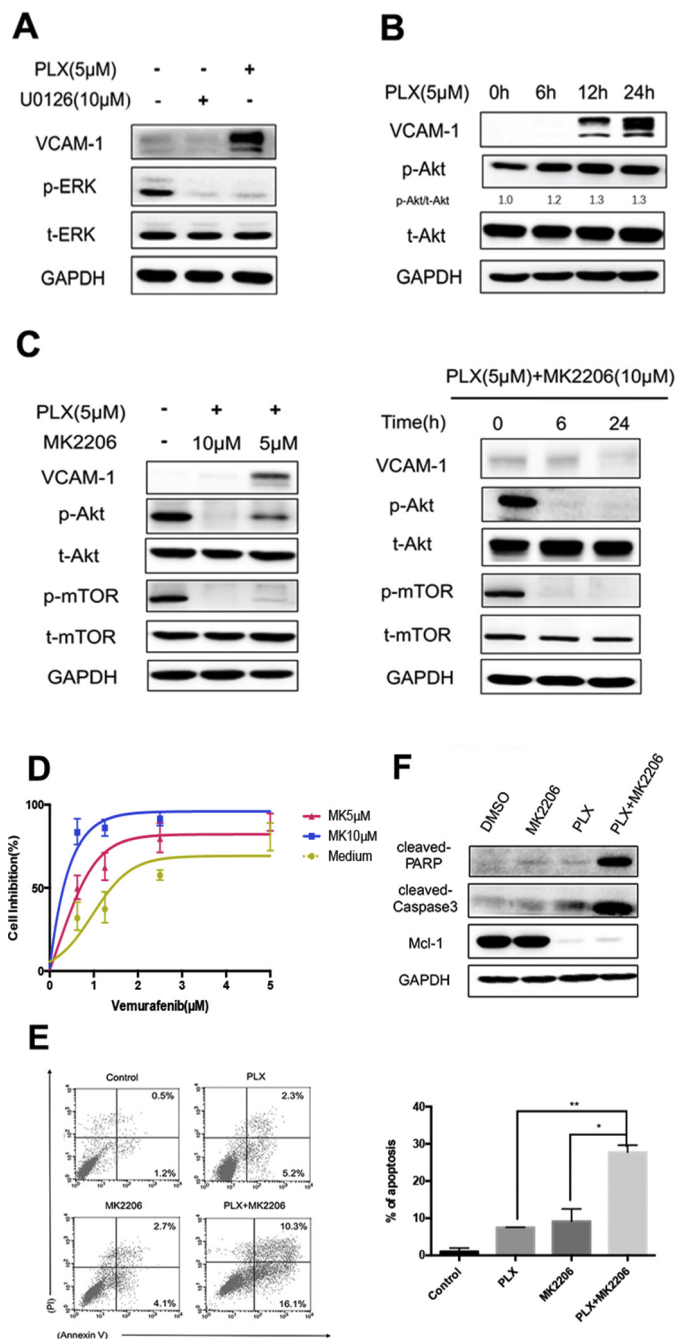 A
PLX(5μM) - - +
U0126(10μM) - + -
VCAM-1
p-ERK
t-ERK
GAPDH
B
PLX(5μM) 0h 6h 12h 24h
VCAM-1
p-Akt
p-Akt/t-Akt 1.0 1.2 1.3 1.3
t-Akt
GAPDH
C
PLX(5μM) - + +
MK2206 - 10μM 5μM
VCAM-1
p-Akt
t-Akt
p-mTOR
t-mTOR
GAPDH
PLX(5μM)+MK2206(10μM)
Time(h) 0 6 24
VCAM-1
p-Akt
t-Akt
p-mTOR
t-mTOR
GAPDH
D
Cell Inhibition(%)
100
50
0
0 1 2 3 4 5
Vemurafenib(μM)
MK5μM
MK10μM
Medium
F
DMSO MK2206 PLX PLX+MK2206
cleaved-
PARP
cleaved-
Caspase3
Mcl-1
GAPDH
E
Control
0.5%
1.2%
PLX
2.3%
5.2%
MK2206
2.7%
4.1%
PLX+MK2206
10.3%
16.1%
(PI)
(Annexin V)
% of apoptosis
40
30
20
10
0
**
*
Control PLX MK2206 PLX+MK2206